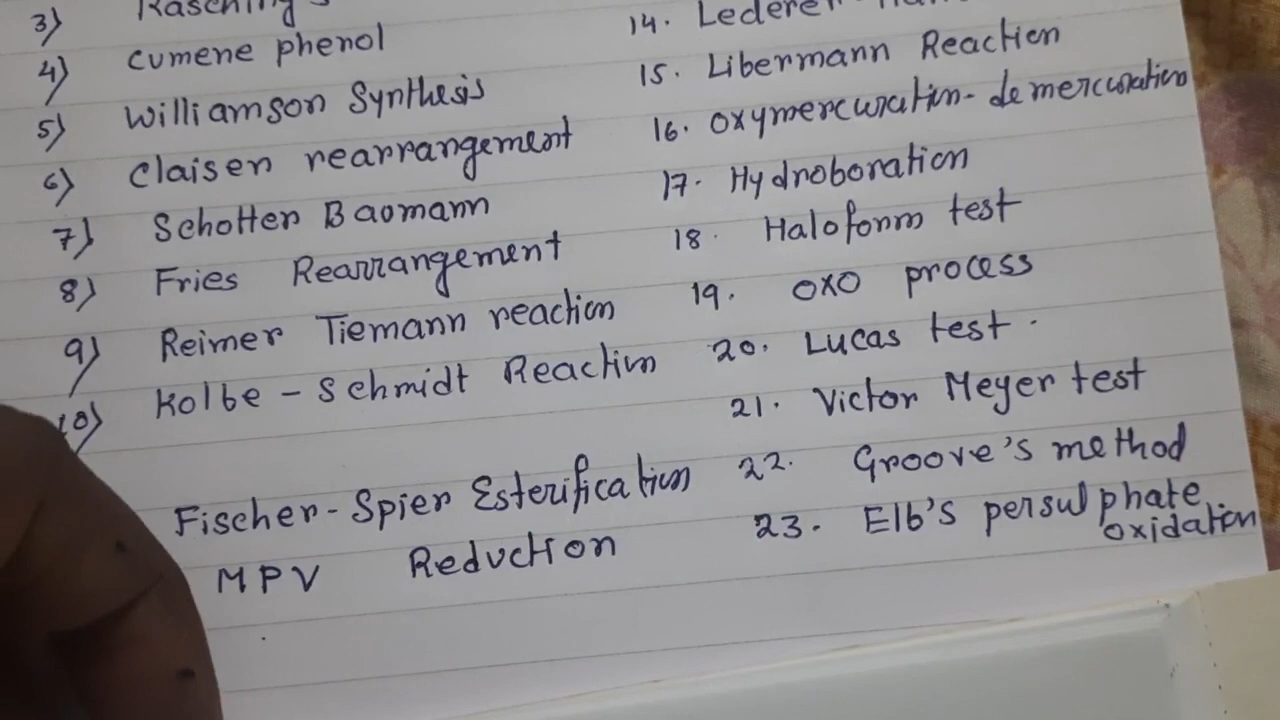 3) Rasching's
4) cumene phenol
5) Williamson Synthesis
6) Claisen rearrangement
7) Schotten Baomann
8) Fries Rearrangement
9) Reimer Tiemann reaction
10) Kolbe - Schmidt Reaction
Fischer-Spier Esterification
MPV Reduction
14. Lederer
15. Libermann Reaction
16. oxymercuration- demercuration
17. Hydroboration
18. Haloform test
19. OXO process
20. Lucas test.
21. Victor Meyer test
22. Groove's method
23. Elb's persulphate
oxidation